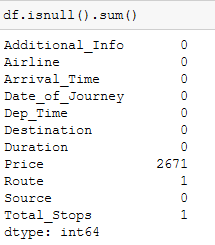 df.isnull().sum()
Additional_Info 0
Airline 0
Arrival_Time 0
Date_of_Journey 0
Dep_Time 0
Destination 0
Duration 0
Price 2671
Route 1
Source 0
Total_Stops 1
dtype: int64